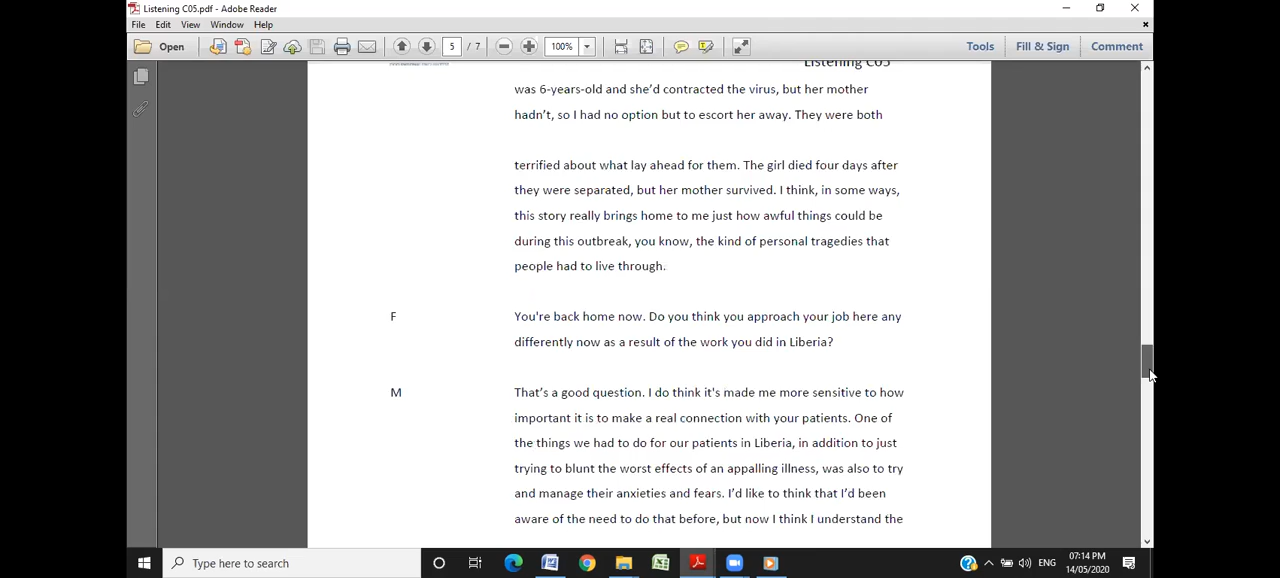 Listening C05.pdf - Adobe Reader
File Edit View Window Help
Open 5 / 7 100% Tools Fill & Sign Comment
Listening C05
was 6-years-old and she'd contracted the virus, but her mother
hadn't, so I had no option but to escort her away. They were both
terrified about what lay ahead for them. The girl died four days after
they were separated, but her mother survived. I think, in some ways,
this story really brings home to me just how awful things could be
during this outbreak, you know, the kind of personal tragedies that
people had to live through.
F You're back home now. Do you think you approach your job here any
differently now as a result of the work you did in Liberia?
M That's a good question. I do think it's made me more sensitive to how
important it is to make a real connection with your patients. One of
the things we had to do for our patients in Liberia, in addition to just
trying to blunt the worst effects of an appalling illness, was also to try
and manage their anxieties and fears. I'd like to think that I'd been
aware of the need to do that before, but now I think I understand the
Type here to search ENG 07:14 PM
14/05/2020